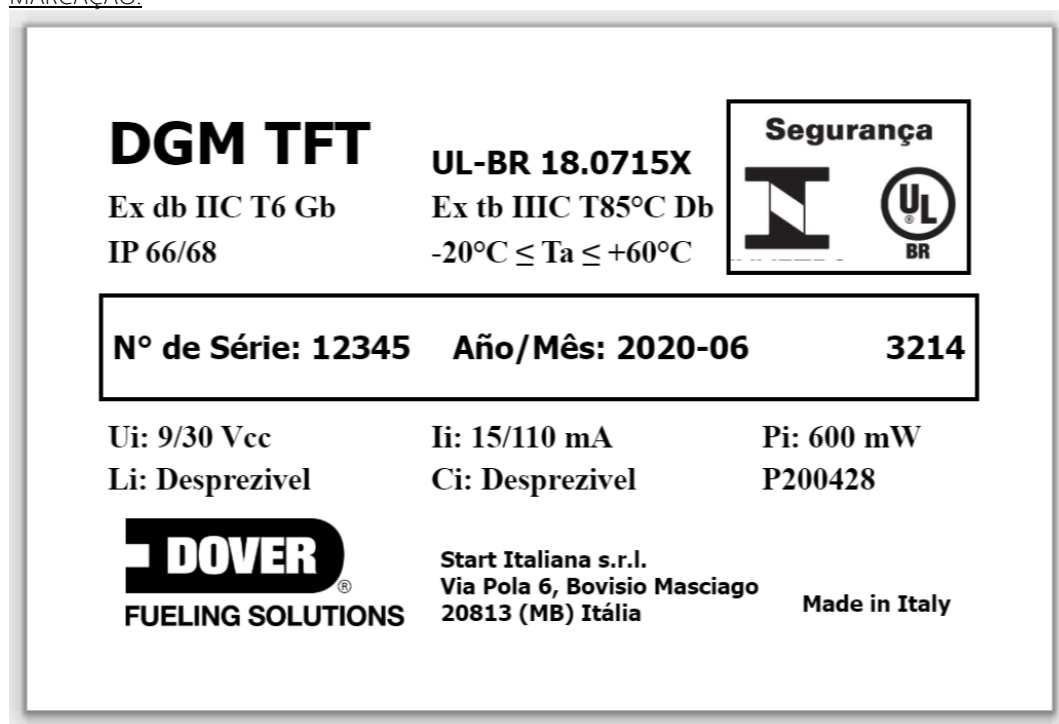 MARCAÇÃO:
DGM TFT
UL-BR 18.0715X
Ex db IIC T6 Gb
Ex tb IIIC T85°C Db
IP 66/68
-20°C ≤ Ta ≤ +60°C
Segurança
UL
®
BR
N° de Série: 12345 Año/Mês: 2020-06 3214
Ui: 9/30 Vcc Ii: 15/110 mA Pi: 600 mW
Li: Desprezivel Ci: Desprezivel P200428
DOVER
®
FUELING SOLUTIONS
Start Italiana s.r.l.
Via Pola 6, Bovisio Masciago
20813 (MB) Itália
Made in Italy